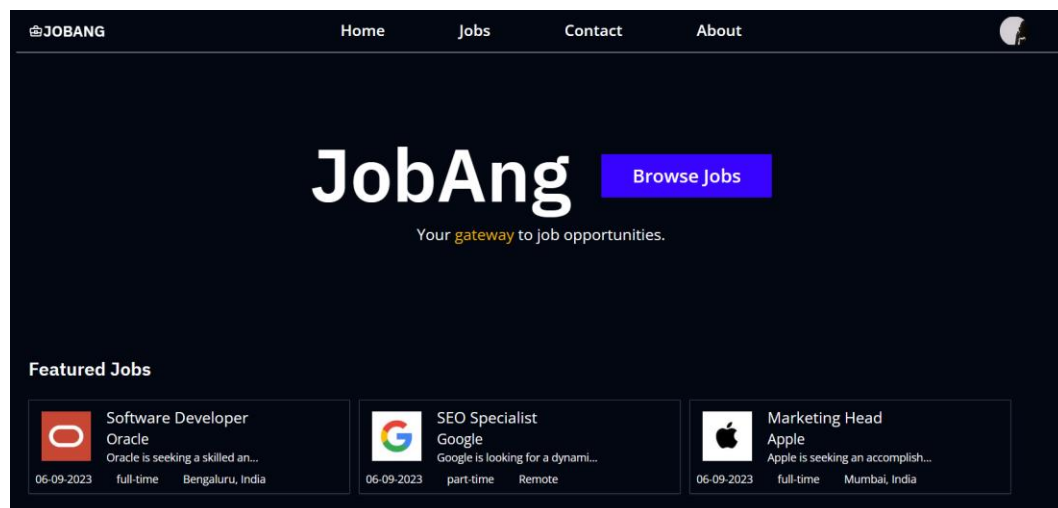 JOBANG
Home Jobs Contact About
JobAng
Browse Jobs
Your gateway to job opportunities.
Featured Jobs
Software Developer
Oracle
Oracle is seeking a skilled an...
06-09-2023 full-time Bengaluru, India
SEO Specialist
Google
Google is looking for a dynami...
06-09-2023 part-time Remote
Marketing Head
Apple
Apple is seeking an accomplish...
06-09-2023 full-time Mumbai, India